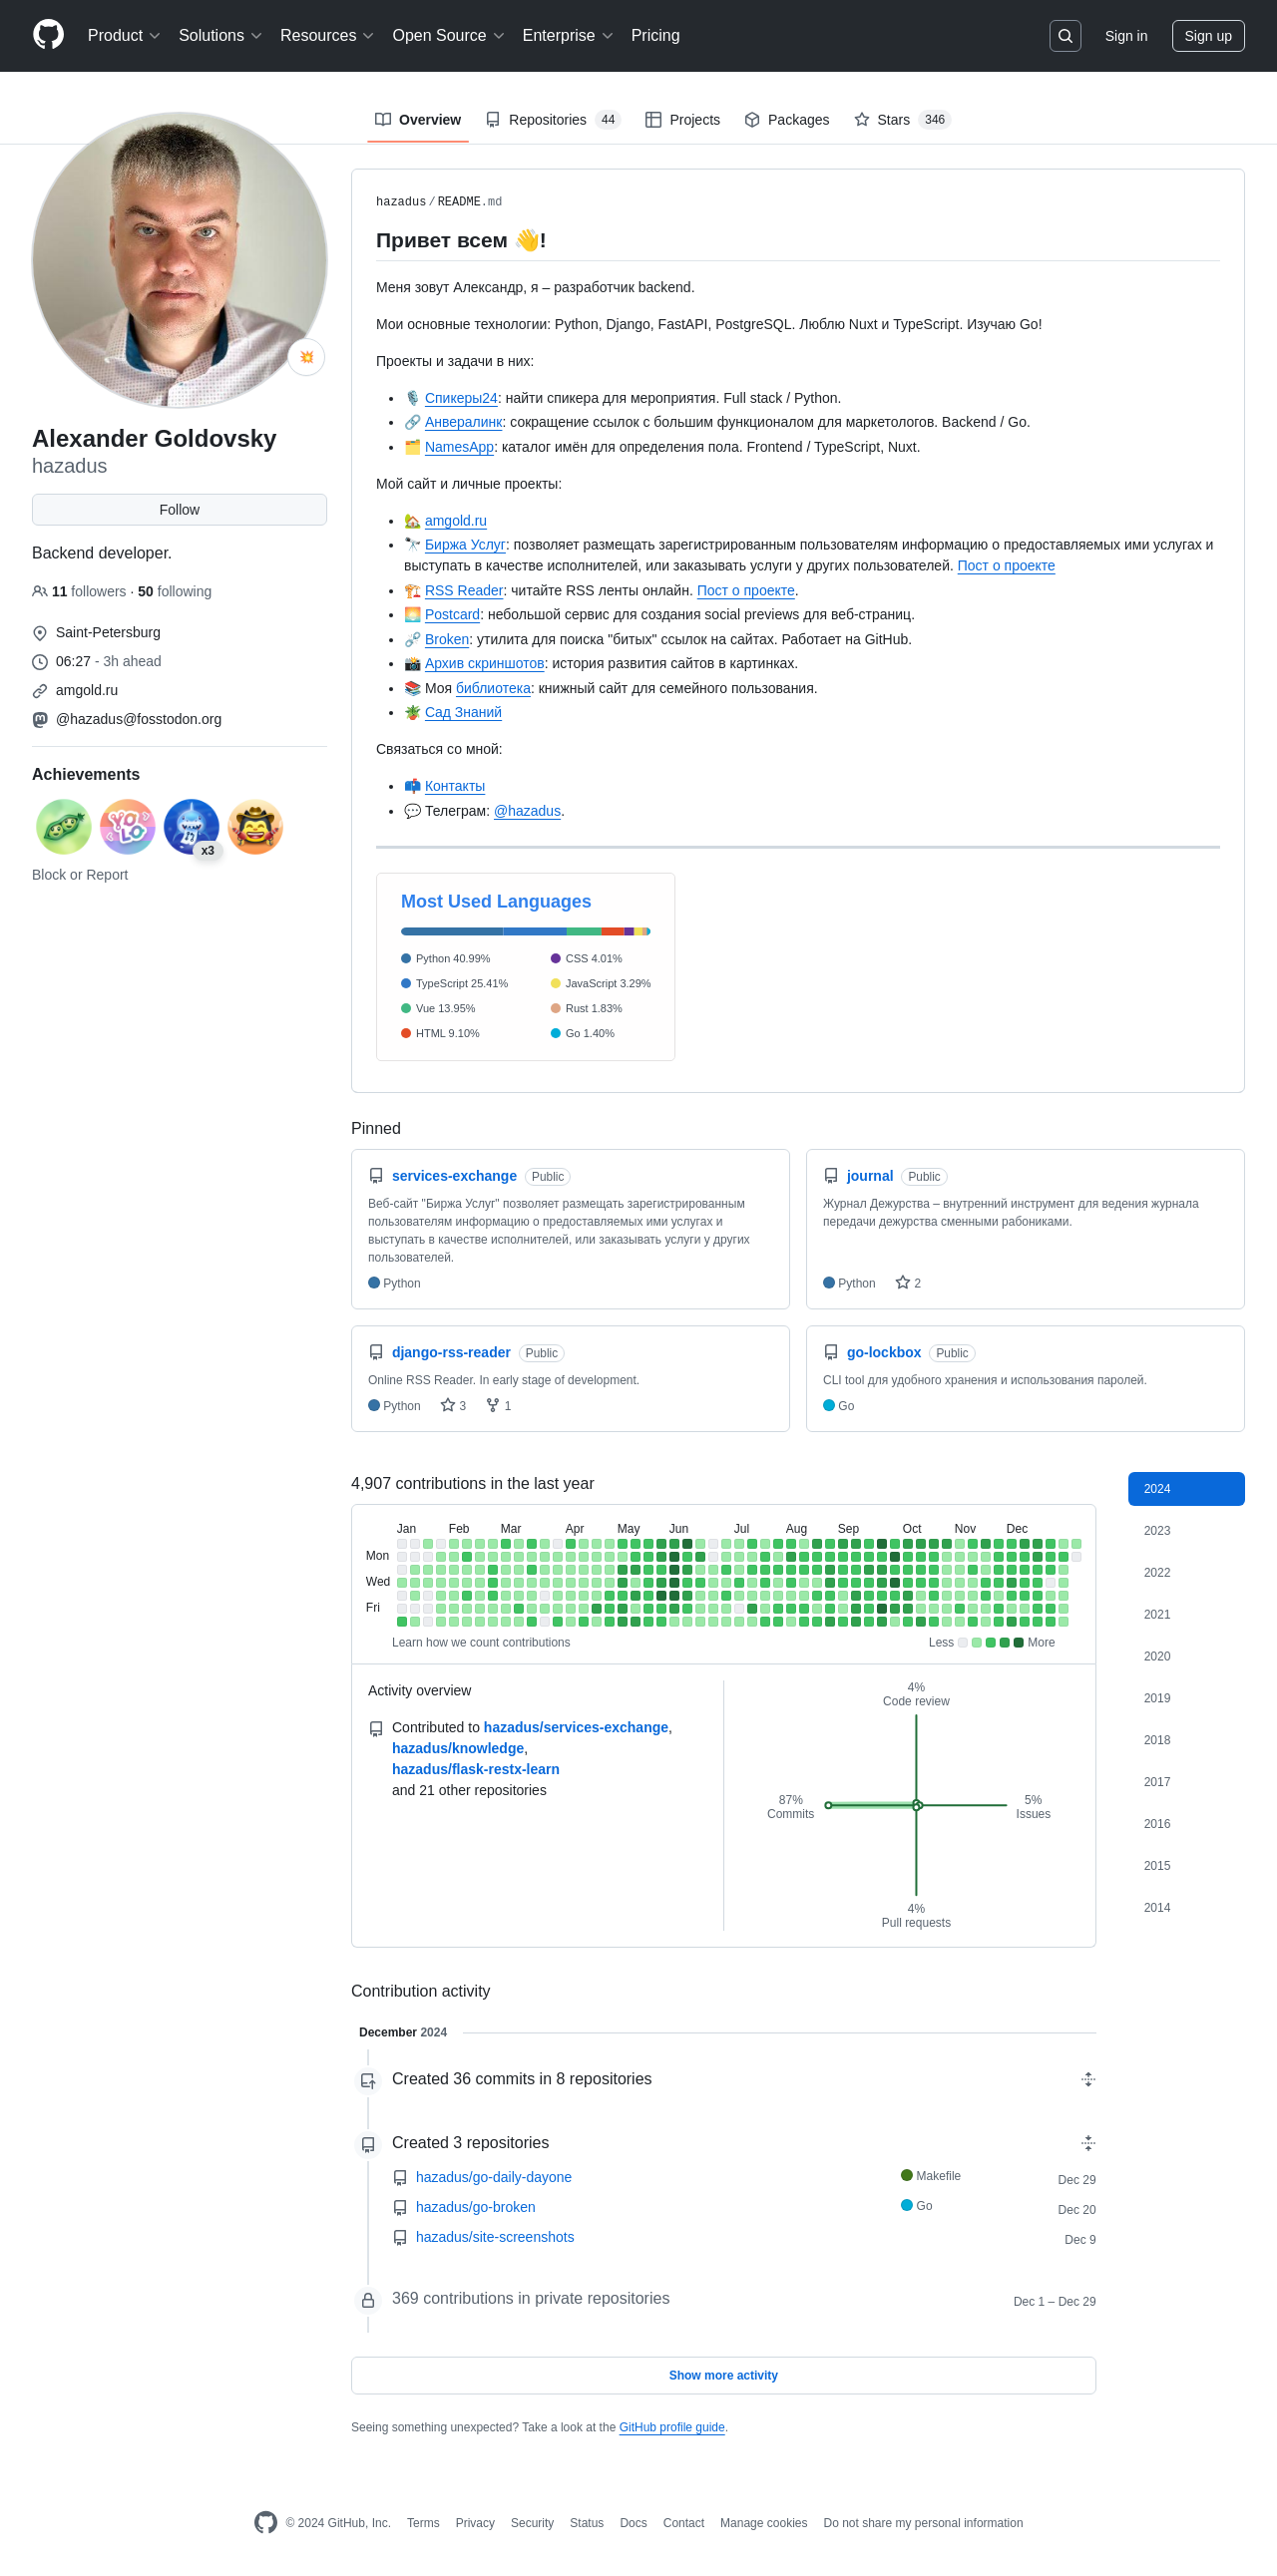 Product
Solutions
Resources
Open Source
Enterprise
Pricing
Sign in
Sign up
Overview
Repositories 44
Projects
Packages
Stars 346
Alexander Goldovsky
hazadus
Follow
Backend developer.
11 followers · 50 following
Saint-Petersburg
06:27 - 3h ahead
amgold.ru
@hazadus@fosstodon.org
Achievements
x3
Block or Report
hazadus / README.md
Привет всем 👋!
Меня зовут Александр, я – разработчик backend.
Мои основные технологии: Python, Django, FastAPI, PostgreSQL. Люблю Nuxt и TypeScript. Изучаю Go!
Проекты и задачи в них:
🎙️ Спикеры24: найти спикера для мероприятия. Full stack / Python.
🔗 Анвералинк: сокращение ссылок с большим функционалом для маркетологов. Backend / Go.
🗂️ NamesApp: каталог имён для определения пола. Frontend / TypeScript, Nuxt.
Мой сайт и личные проекты:
🏡 amgold.ru
🔭 Биржа Услуг: позволяет размещать зарегистрированным пользователям информацию о предоставляемых ими услугах и
выступать в качестве исполнителей, или заказывать услуги у других пользователей. Пост о проекте
🏗️ RSS Reader: читайте RSS ленты онлайн. Пост о проекте.
🌅 Postcard: небольшой сервис для создания social previews для веб-страниц.
🔗 Broken: утилита для поиска "битых" ссылок на сайтах. Работает на GitHub.
📸 Архив скриншотов: история развития сайтов в картинках.
📚 Моя библиотека: книжный сайт для семейного пользования.
🪴 Сад Знаний
Связаться со мной:
📫 Контакты
💬 Телеграм: @hazadus.
Most Used Languages
Python 40.99%
TypeScript 25.41%
Vue 13.95%
HTML 9.10%
CSS 4.01%
JavaScript 3.29%
Rust 1.83%
Go 1.40%
Pinned
services-exchange Public
Веб-сайт "Биржа Услуг" позволяет размещать зарегистрированным
пользователям информацию о предоставляемых ими услугах и
выступать в качестве исполнителей, или заказывать услуги у других
пользователей.
Python
journal Public
Журнал Дежурства – внутренний инструмент для ведения журнала
передачи дежурства сменными рабониками.
Python 2
django-rss-reader Public
Online RSS Reader. In early stage of development.
Python 3 1
go-lockbox Public
CLI tool для удобного хранения и использования паролей.
Go
4,907 contributions in the last year
Jan Feb Mar Apr May Jun Jul Aug Sep Oct Nov Dec
Mon
Wed
Fri
Learn how we count contributions
Less More
2024
2023
2022
2021
2020
2019
2018
2017
2016
2015
2014
Activity overview
Contributed to hazadus/services-exchange,
hazadus/knowledge,
hazadus/flask-restx-learn
and 21 other repositories
4%
Code review
87%
Commits
5%
Issues
4%
Pull requests
Contribution activity
December 2024
Created 36 commits in 8 repositories
Created 3 repositories
hazadus/go-daily-dayone Makefile Dec 29
hazadus/go-broken Go Dec 20
hazadus/site-screenshots Dec 9
369 contributions in private repositories Dec 1 – Dec 29
Show more activity
Seeing something unexpected? Take a look at the GitHub profile guide.
© 2024 GitHub, Inc. Terms Privacy Security Status Docs Contact Manage cookies Do not share my personal information